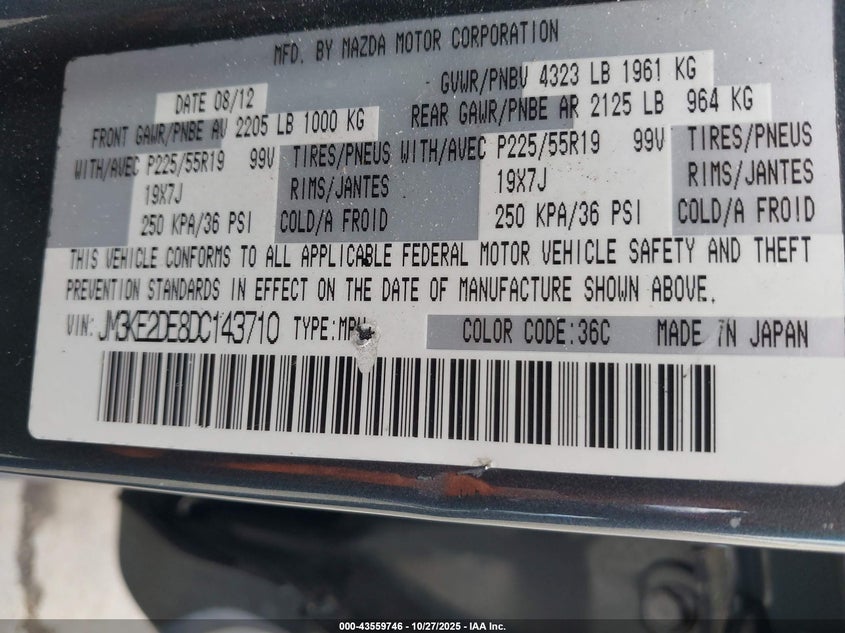 MFD. BY MAZDA MOTOR CORPORATION
DATE 08/12 GVWR/PNBV 4323 LB 1961 KG
FRONT GAWR/PNBE AV 2205 LB 1000 KG REAR GAWR/PNBE AR 2125 LB 964 KG
WITH/AVEC P225/55R19 99V TIRES/PNEUS WITH/AVEC P225/55R19 99V TIRES/PNEUS
19X7J RIMS/JANTES 19X7J RIMS/JANTES
250 KPA/36 PSI COLD/A FROID 250 KPA/36 PSI COLD/A FROID
THIS VEHICLE CONFORMS TO ALL APPLICABLE FEDERAL MOTOR VEHICLE SAFETY AND THEFT
PREVENTION STANDARDS IN EFFECT ON THE DATE OF MANUFACTURE SHOWN ABOVE.
VIN: JM3KE2DE8DC143710 TYPE:MPV COLOR CODE:36C MADE IN JAPAN
000-43559746 - 10/27/2025 - IAA Inc.